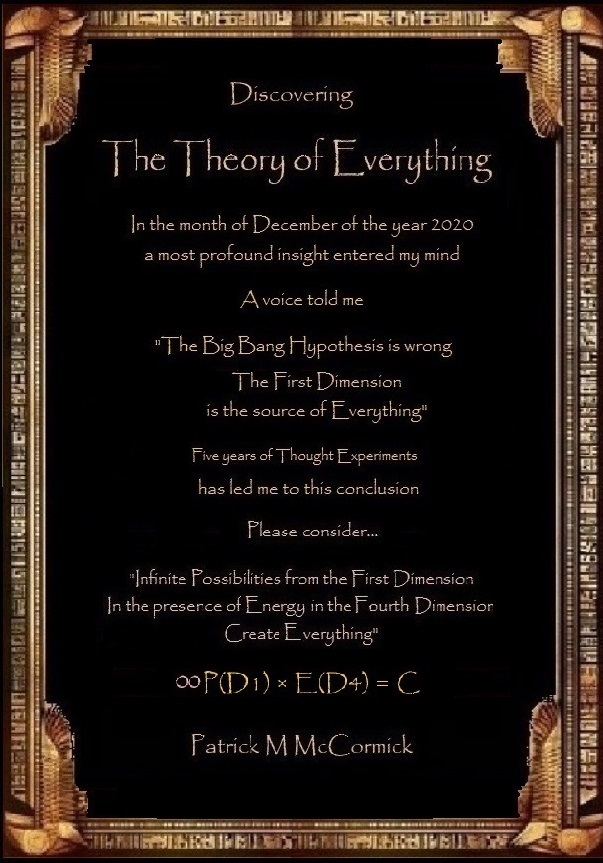 Discovering
The Theory of Everything
In the month of December of the year 2020
a most profound insight entered my mind
A voice told me
"The Big Bang Hypothesis is wrong
The First Dimension
is the source of Everything"
Five years of Thought Experiments
has led me to this conclusion
Please consider...
"Infinite Possibilities from the First Dimension
In the presence of Energy in the Fourth Dimension
Create Everything"
∞P(D1) × E(D4) = C
Patrick M McCormick